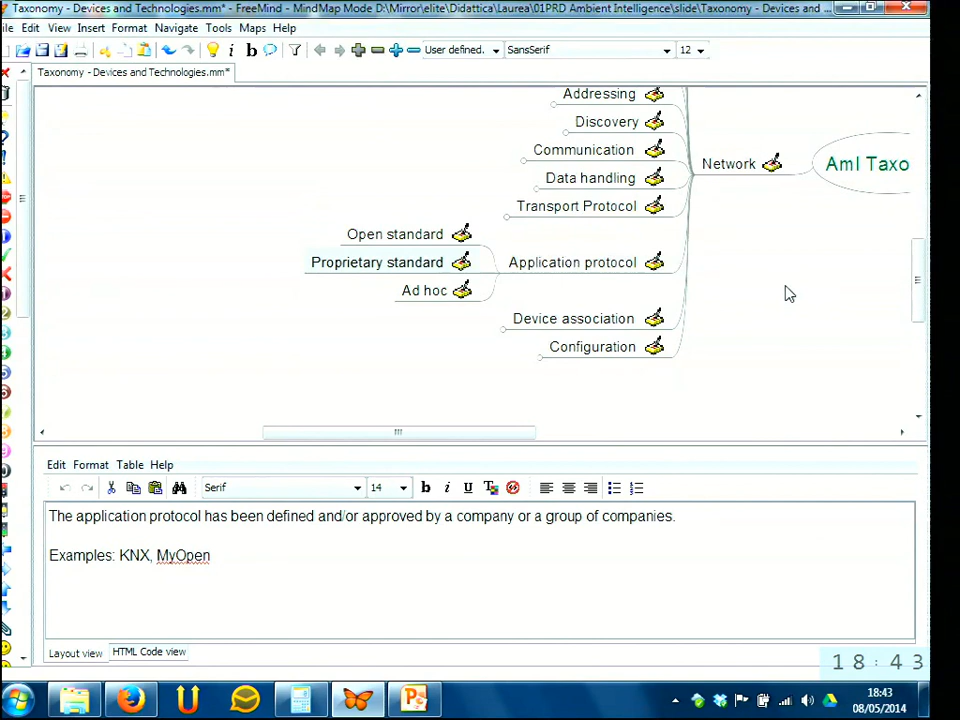 Taxonomy - Devices and Technologies.mm* - FreeMind - MindMap Mode D:\Mirror\elite\Didattica\Laurea\01PRD Ambient Intelligence\slide\Taxonomy - Devices and ...
ile Edit View Insert Format Navigate Tools Maps Help
User defined. SansSerif 12
Taxonomy - Devices and Technologies.mm*
Addressing
Discovery
Communication
Network
AmI Taxo
Data handling
Transport Protocol
Open standard
Proprietary standard
Application protocol
Ad hoc
Device association
Configuration
Edit Format Table Help
Serif 14
The application protocol has been defined and/or approved by a company or a group of companies.
Examples: KNX, MyOpen
Layout view HTML Code view
18:43
18:43
08/05/2014